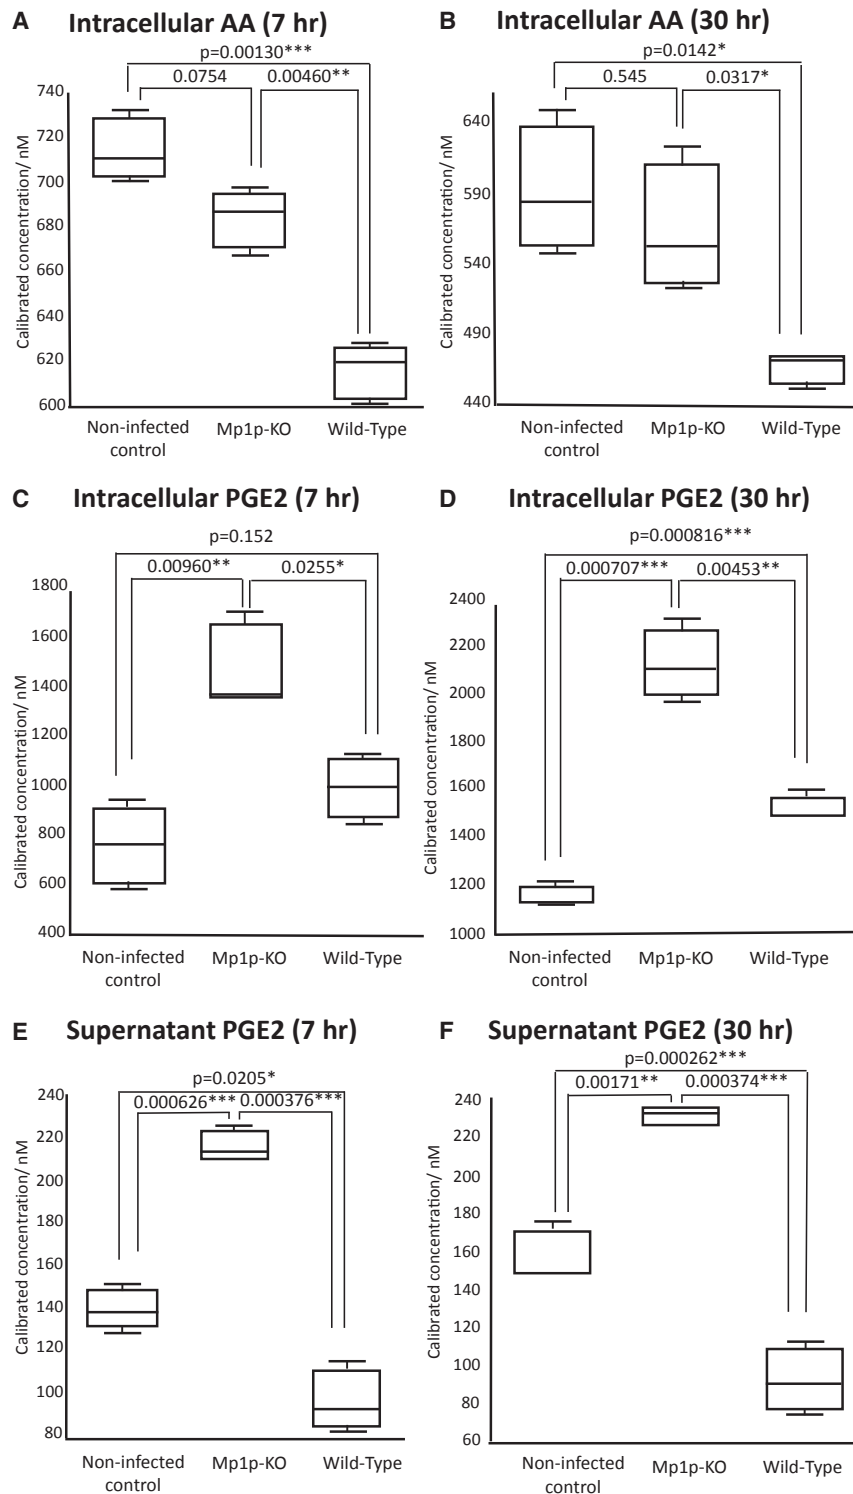 A Intracellular AA (7 hr)
p=0.00130***
0.0754 0.00460**
740
720
700
680
660
640
620
600
Calibrated concentration/ nM
Non-infected control
Mp1p-KO
Wild-Type
B Intracellular AA (30 hr)
p=0.0142*
0.545 0.0317*
640
590
540
490
440
Calibrated concentration/ nM
Non-infected control
Mp1p-KO
Wild-Type
C Intracellular PGE2 (7 hr)
p=0.152
0.00960** 0.0255*
1800
1600
1400
1200
1000
800
600
400
Calibrated concentration/ nM
Non-infected control
Mp1p-KO
Wild-Type
D Intracellular PGE2 (30 hr)
p=0.000816***
0.000707*** 0.00453**
2400
2200
2000
1800
1600
1400
1200
1000
Calibrated concentration/ nM
Non-infected control
Mp1p-KO
Wild-Type
E Supernatant PGE2 (7 hr)
p=0.0205*
0.000626*** 0.000376***
240
220
200
180
160
140
120
100
80
Calibrated concentration/ nM
Non-infected control
Mp1p-KO
Wild-Type
F Supernatant PGE2 (30 hr)
p=0.000262***
0.00171** 0.000374***
240
220
200
180
160
140
120
100
80
60
Calibrated concentration/ nM
Non-infected control
Mp1p-KO
Wild-Type